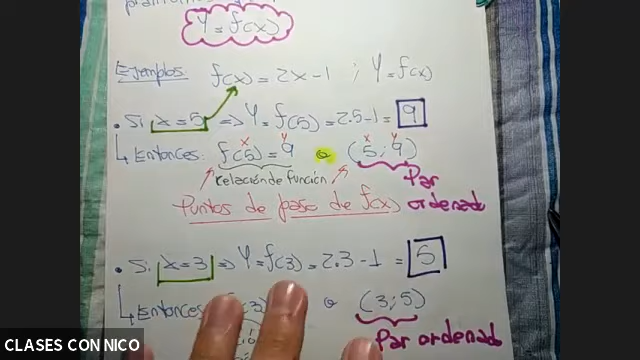 Y = f(x)
Ejemplos: f(x) = 2x-1 ; Y = f(x)
• Si x=5 ⇒ Y = f(5) = 2.5-1 = 9
x y x y
Entonces: f(5) = 9 o (5;9)
relación de función Par
Puntos de paso de f(x) ordenado
• Si x=3 ⇒ Y = f(3) = 2.3-1 = 5
Entonces o (3;5)
Par ordenado
CLASES CON NICO